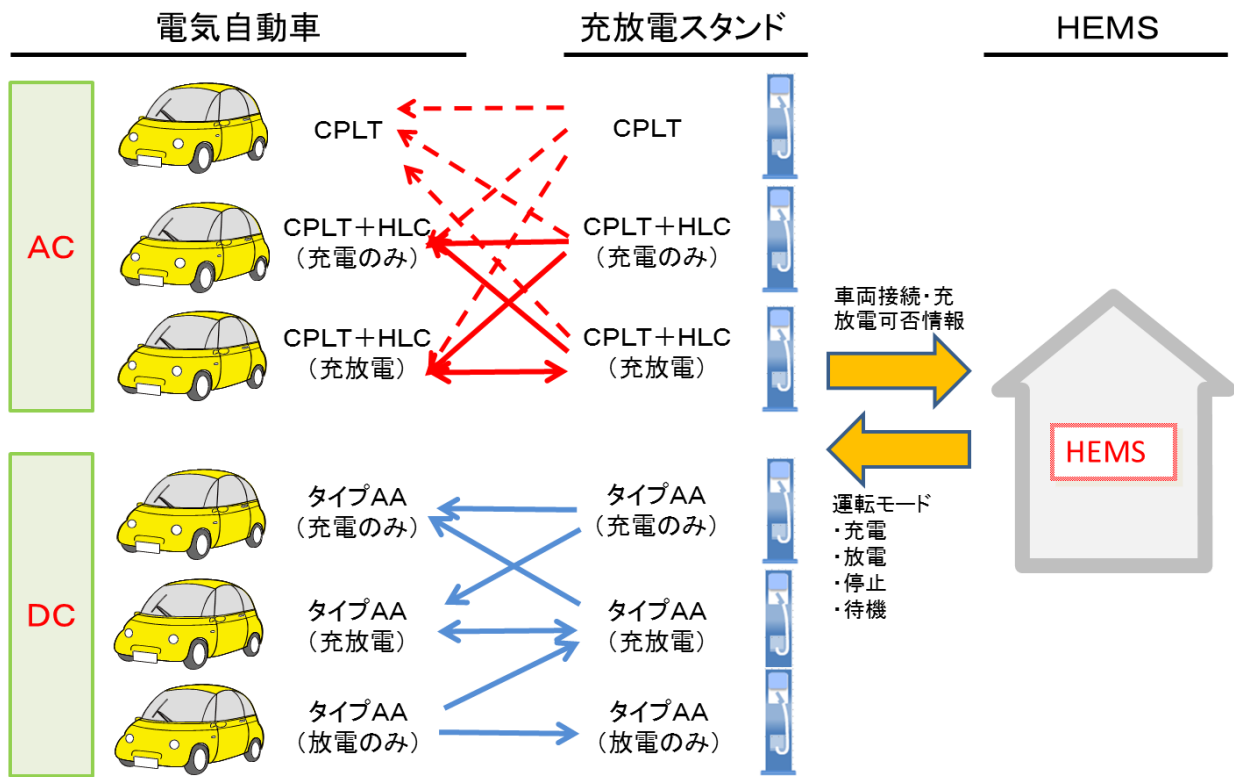 電気自動車
充放電スタンド
HEMS
AC
CPLT
CPLT
CPLT+HLC
(充電のみ)
CPLT+HLC
(充電のみ)
CPLT+HLC
(充放電)
CPLT+HLC
(充放電)
車両接続・充
放電可否情報
HEMS
運転モード
・充電
・放電
・停止
・待機
DC
タイプAA
(充電のみ)
タイプAA
(充電のみ)
タイプAA
(充放電)
タイプAA
(充放電)
タイプAA
(放電のみ)
タイプAA
(放電のみ)